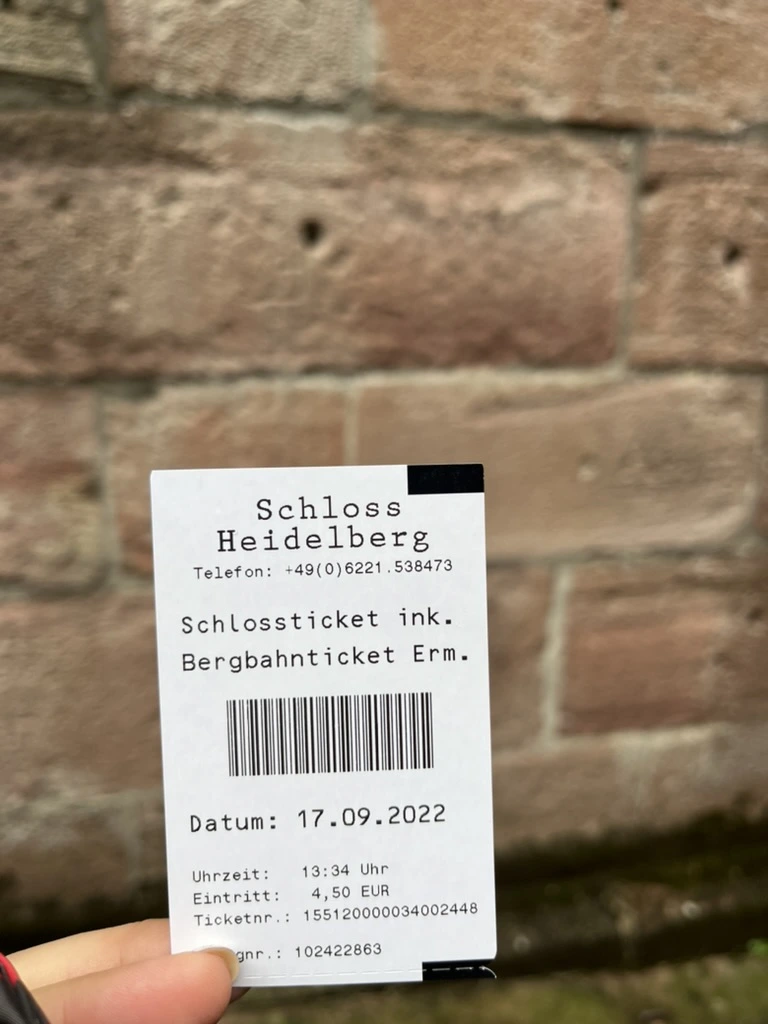 Schloss
Heidelberg
Telefon: +49(0)6221.538473
Schlossticket ink.
Bergbahnticket Erm.
Datum: 17.09.2022
Uhrzeit: 13:34 Uhr
Eintritt: 4,50 EUR
Ticketnr.: 155120000034002448
102422863